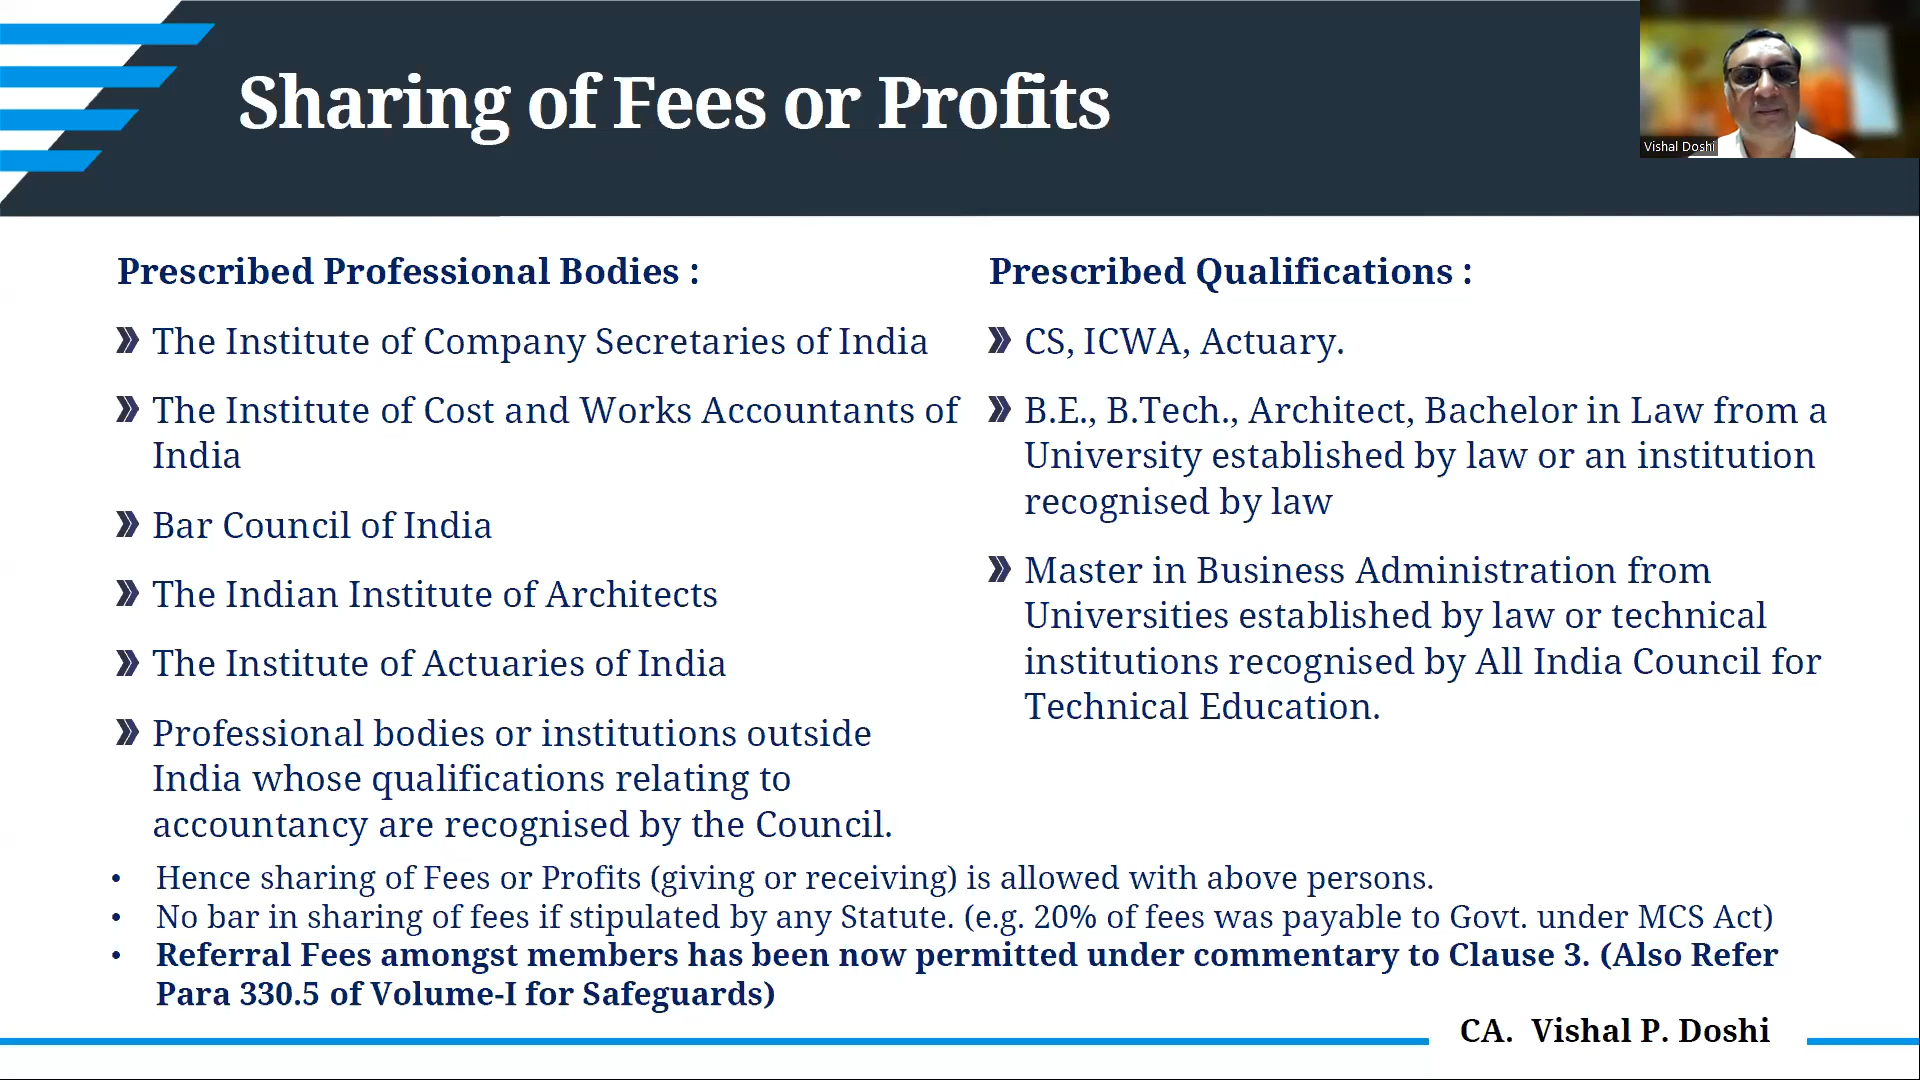 Sharing of Fees or Profits
Vishal Doshi
Prescribed Professional Bodies :
The Institute of Company Secretaries of India
The Institute of Cost and Works Accountants of
India
Bar Council of India
The Indian Institute of Architects
The Institute of Actuaries of India
Professional bodies or institutions outside
India whose qualifications relating to
accountancy are recognised by the Council.
Prescribed Qualifications :
CS, ICWA, Actuary.
B.E., B.Tech., Architect, Bachelor in Law from a
University established by law or an institution
recognised by law
Master in Business Administration from
Universities established by law or technical
institutions recognised by All India Council for
Technical Education.
• Hence sharing of Fees or Profits (giving or receiving) is allowed with above persons.
• No bar in sharing of fees if stipulated by any Statute. (e.g. 20% of fees was payable to Govt. under MCS Act)
• Referral Fees amongst members has been now permitted under commentary to Clause 3. (Also Refer
Para 330.5 of Volume-I for Safeguards)
CA. Vishal P. Doshi